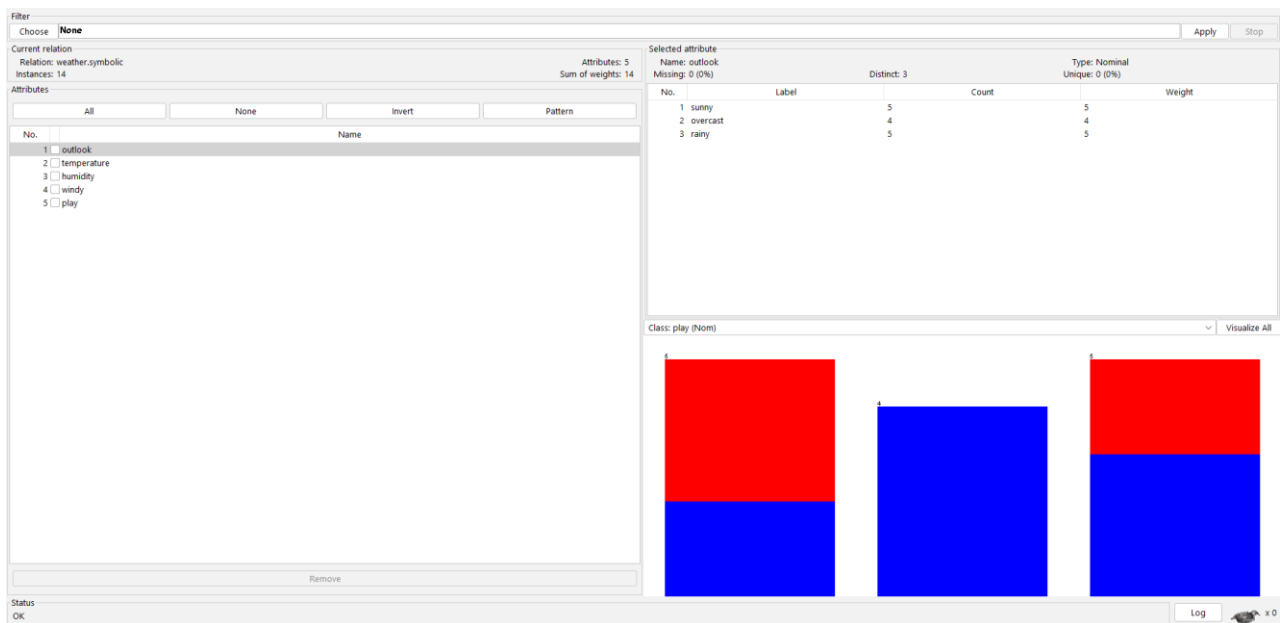 Filter
Choose None Apply Stop
Current relation
Relation: weather.symbolic Attributes: 5
Instances: 14 Sum of weights: 14
Attributes
All None Invert Pattern
No. Name
1 outlook
2 temperature
3 humidity
4 windy
5 play
Remove
Selected attribute
Name: outlook Type: Nominal
Missing: 0 (0%) Distinct: 3 Unique: 0 (0%)
No. Label Count Weight
1 sunny 5 5
2 overcast 4 4
3 rainy 5 5
Class: play (Nom) Visualize All
5
4
5
Status
OK
Log x 0